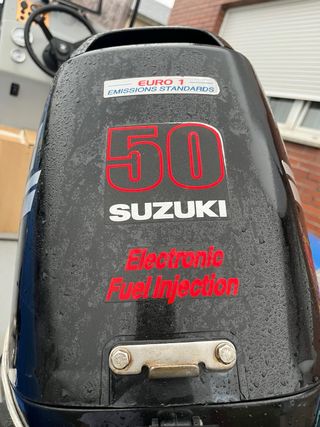 EURO 1
EMISSIONS STANDARDS
50
SUZUKI
Electronic
Fuel Injection